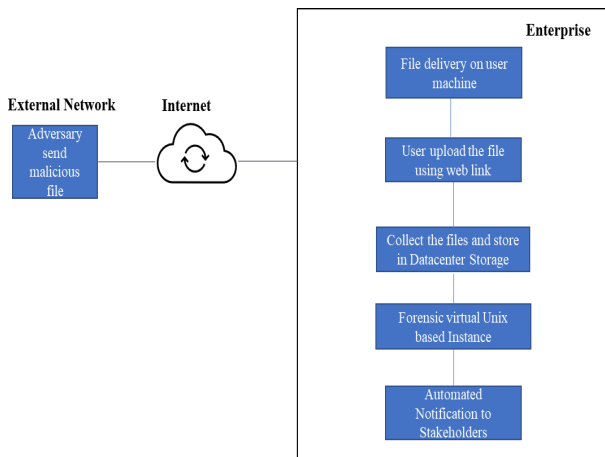 Enterprise
File delivery on user
machine
External Network
Internet
Adversary
send
malicious
file
User upload the file
using web link
Collect the files and store
in Datacenter Storage
Forensic virtual Unix
based Instance
Automated
Notification to
Stakeholders